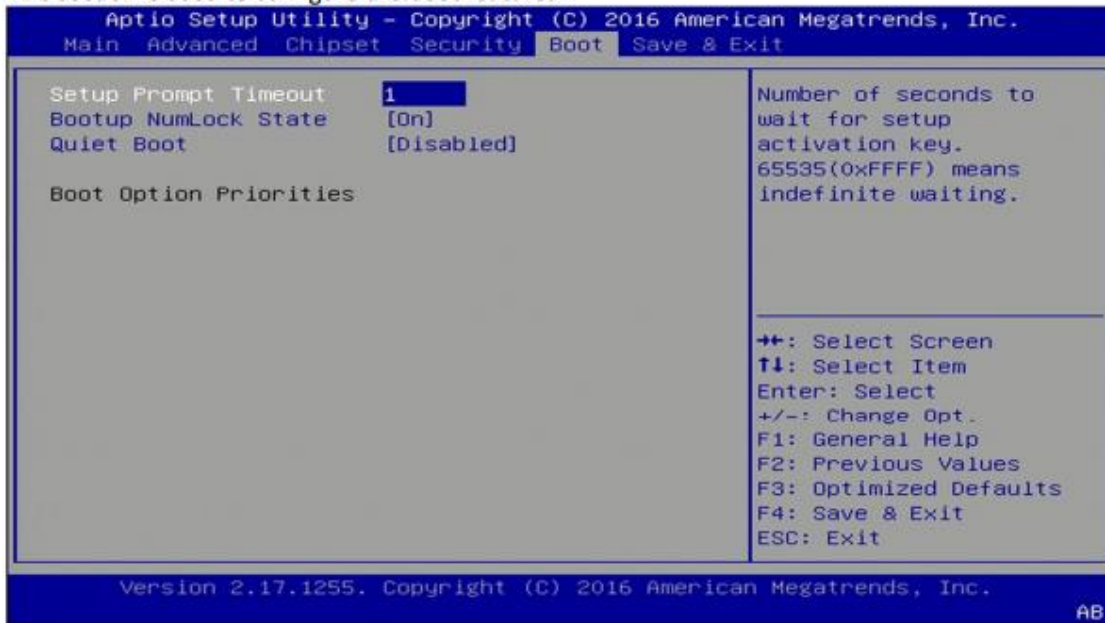 Aptio Setup Utility – Copyright (C) 2016 American Megatrends, Inc.
Main Advanced Chipset Security Boot Save & Exit
Setup Prompt Timeout 1
Bootup NumLock State [On]
Quiet Boot [Disabled]
Boot Option Priorities
Number of seconds to
wait for setup
activation key.
65535(0xFFFF) means
indefinite waiting.
→←: Select Screen
↑↓: Select Item
Enter: Select
+/-: Change Opt.
F1: General Help
F2: Previous Values
F3: Optimized Defaults
F4: Save & Exit
ESC: Exit
Version 2.17.1255. Copyright (C) 2016 American Megatrends, Inc.
AB